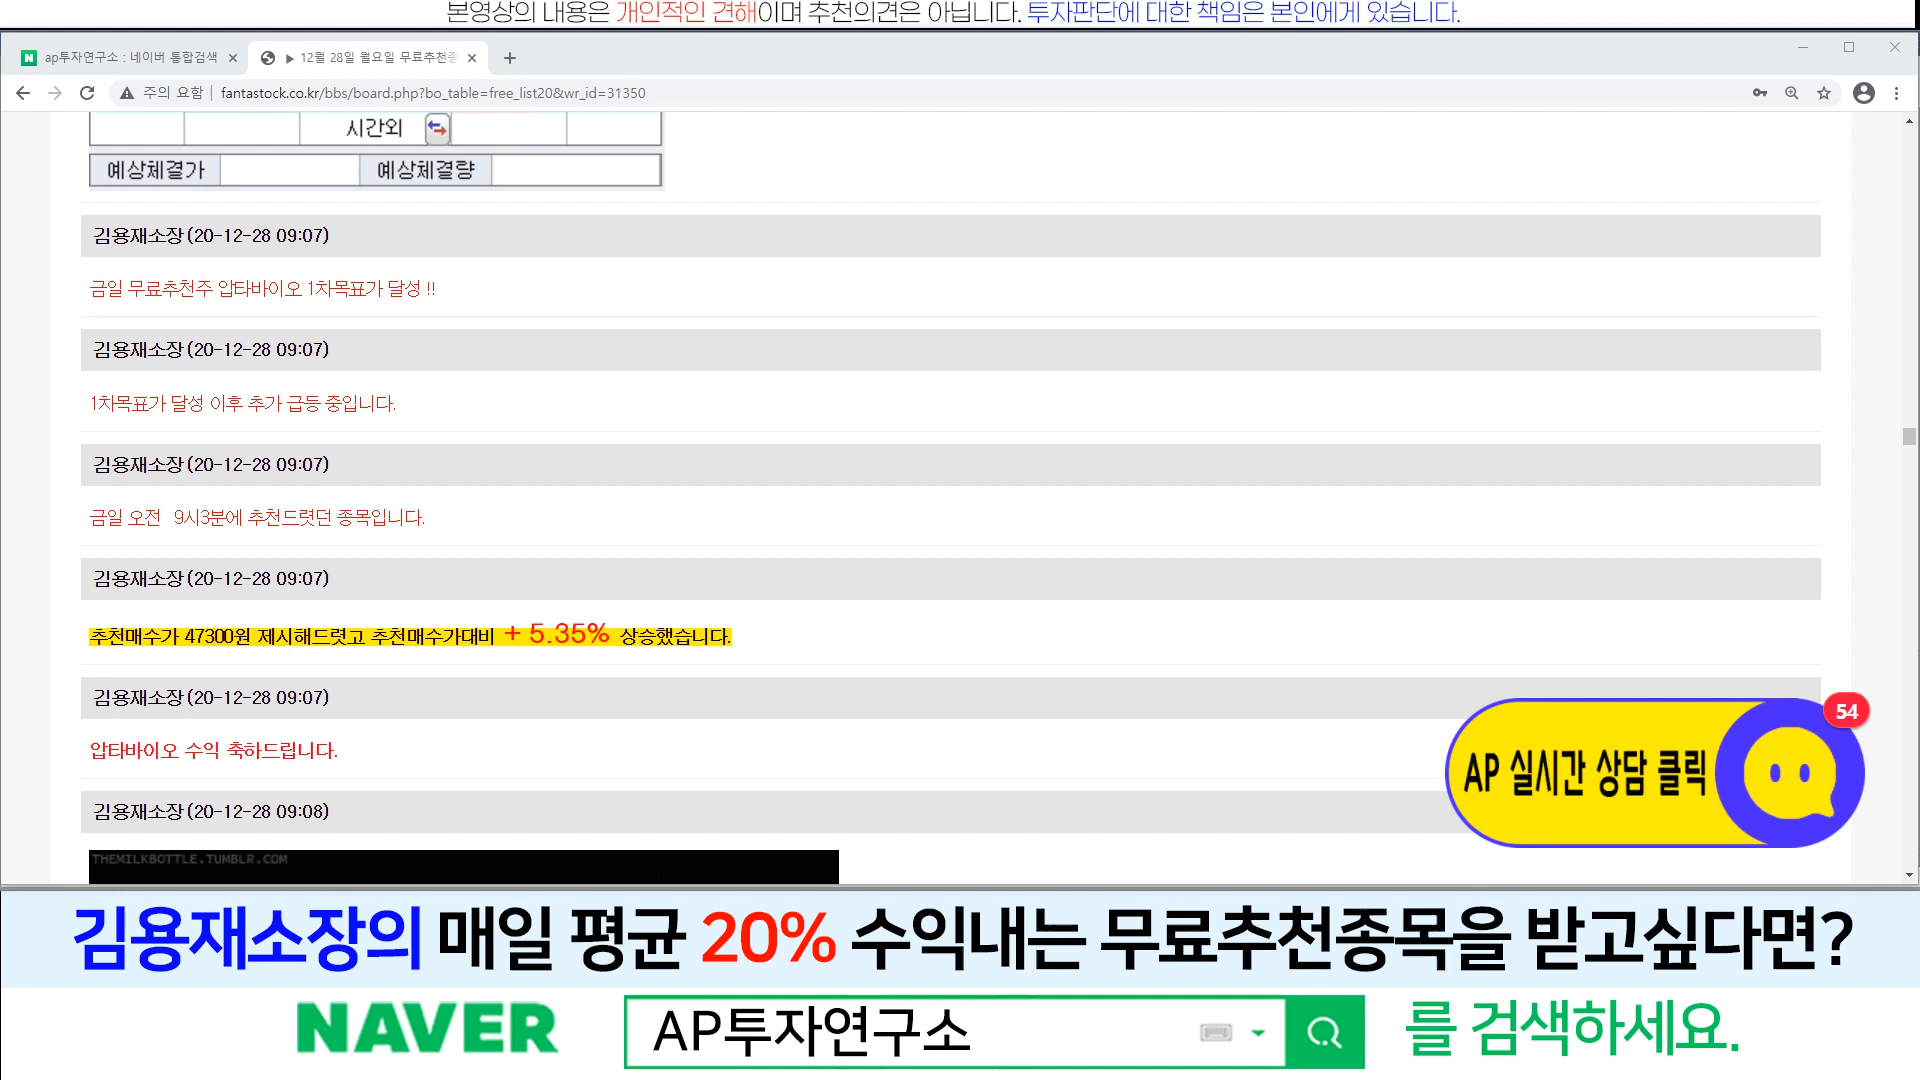 본영상의 내용은 개인적인 견해이며 추천의견은 아닙니다. 투자판단에 대한 책임은 본인에게 있습니다.
ap투자연구소 : 네이버 통합검색
▶ 12월 28일 월요일 무료추천종
주의 요함 | fantastock.co.kr/bbs/board.php?bo_table=free_list20&wr_id=31350
시간외
예상체결가 예상체결량
김용재소장 (20-12-28 09:07)
금일 무료추천주 압타바이오 1차목표가 달성 !!
김용재소장 (20-12-28 09:07)
1차목표가 달성 이후 추가 급등 중입니다.
김용재소장 (20-12-28 09:07)
금일 오전 9시3분에 추천드렷던 종목입니다.
김용재소장 (20-12-28 09:07)
추천매수가 47300원 제시해드렷고 추천매수가대비 + 5.35% 상승했습니다.
김용재소장 (20-12-28 09:07)
압타바이오 수익 축하드립니다.
54
AP 실시간 상담 클릭
김용재소장 (20-12-28 09:08)
THEMILKBOTTLE.TUMBLR.COM
김용재소장의 매일 평균 20% 수익내는 무료추천종목을 받고싶다면?
NAVER AP투자연구소 를 검색하세요.